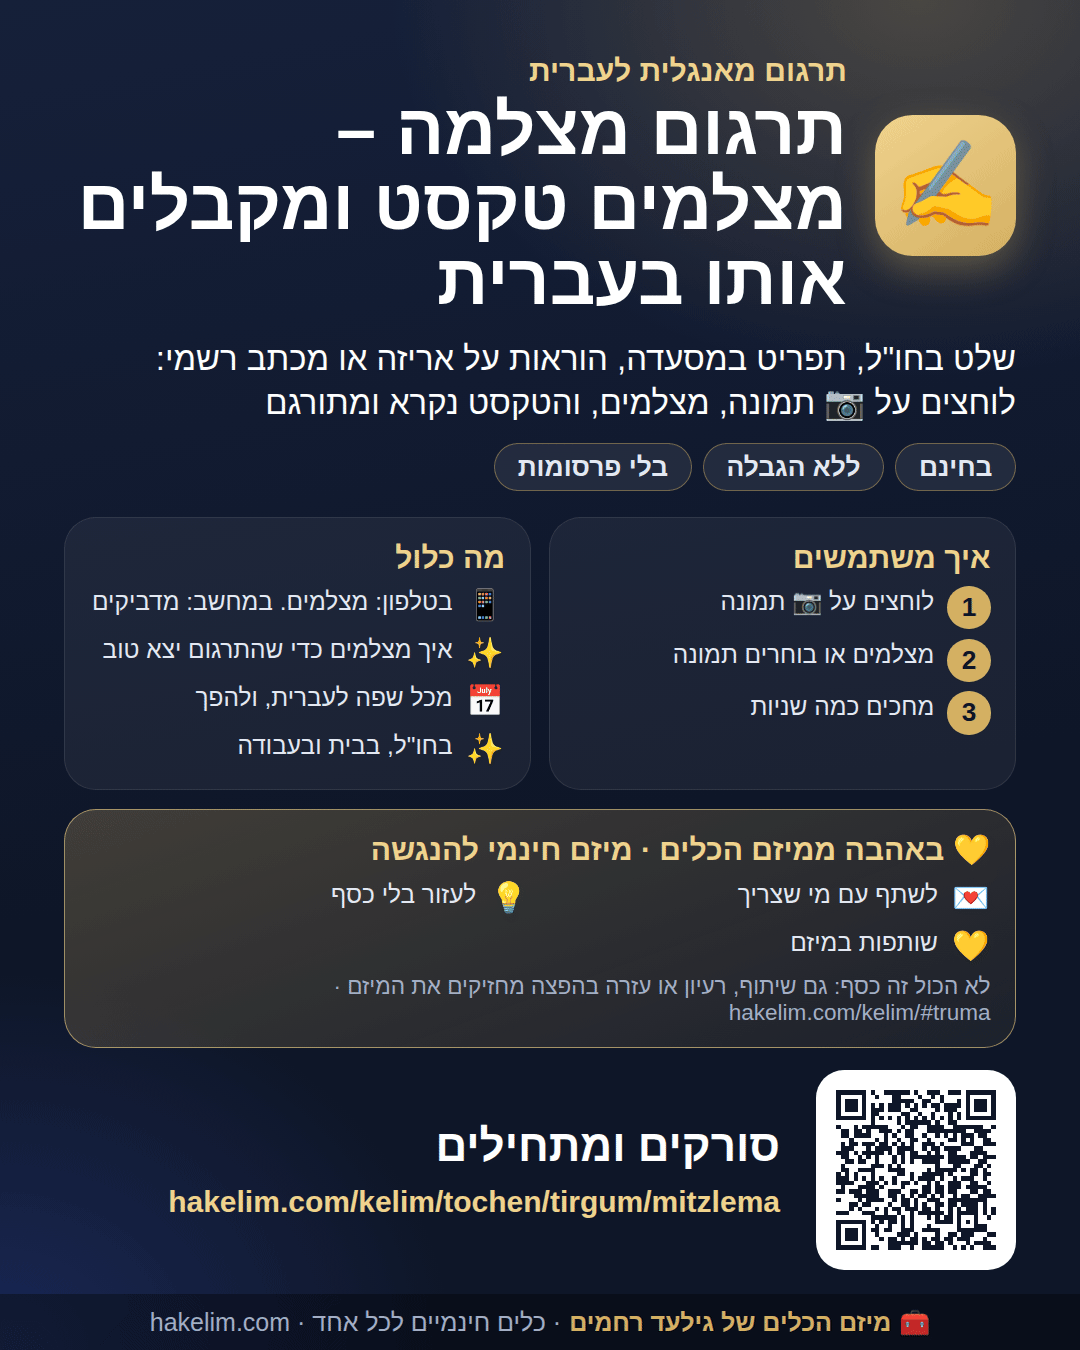 תרגום מאנגלית לעברית
תרגום מצלמה –
מצלמים טקסט ומקבלים
אותו בעברית
שלט בחו"ל, תפריט במסעדה, הוראות על אריזה או מכתב רשמי:
לוחצים על 📷 תמונה, מצלמים, והטקסט נקרא ומתורגם
בחינם
ללא הגבלה
בלי פרסומות
איך משתמשים
1 לוחצים על 📷 תמונה
2 מצלמים או בוחרים תמונה
3 מחכים כמה שניות
מה כלול
📱 בטלפון: מצלמים. במחשב: מדביקים
✨ איך מצלמים כדי שהתרגום יצא טוב
📅 מכל שפה לעברית, ולהפך
✨ בחו"ל, בבית ובעבודה
💛 באהבה ממיזם הכלים · מיזם חינמי להנגשה
💌 לשתף עם מי שצריך
💡 לעזור בלי כסף
💛 שותפות במיזם
לא הכול זה כסף: גם שיתוף, רעיון או עזרה בהפצה מחזיקים את המיזם ·
hakelim.com/kelim/#truma
סורקים ומתחילים
hakelim.com/kelim/tochen/tirgum/mitzlema
🧰 מיזם הכלים של גילעד רחמים · כלים חינמיים לכל אחד · hakelim.com